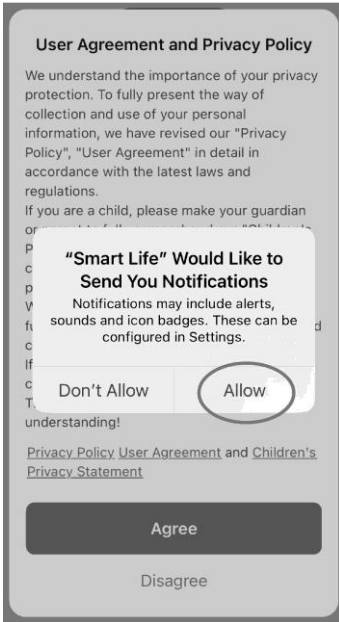 User Agreement and Privacy Policy
We understand the importance of your privacy
protection. To fully present the way of
collection and use of your personal
information, we have revised our "Privacy
Policy", "User Agreement" in detail in
accordance with the latest laws and
regulations.
If you are a child, please make your guardian
“Smart Life” Would Like to
Send You Notifications
Notifications may include alerts,
sounds and icon badges. These can be
configured in Settings.
Don't Allow
Allow
understanding!
Privacy Policy User Agreement and Children's
Privacy Statement
Agree
Disagree